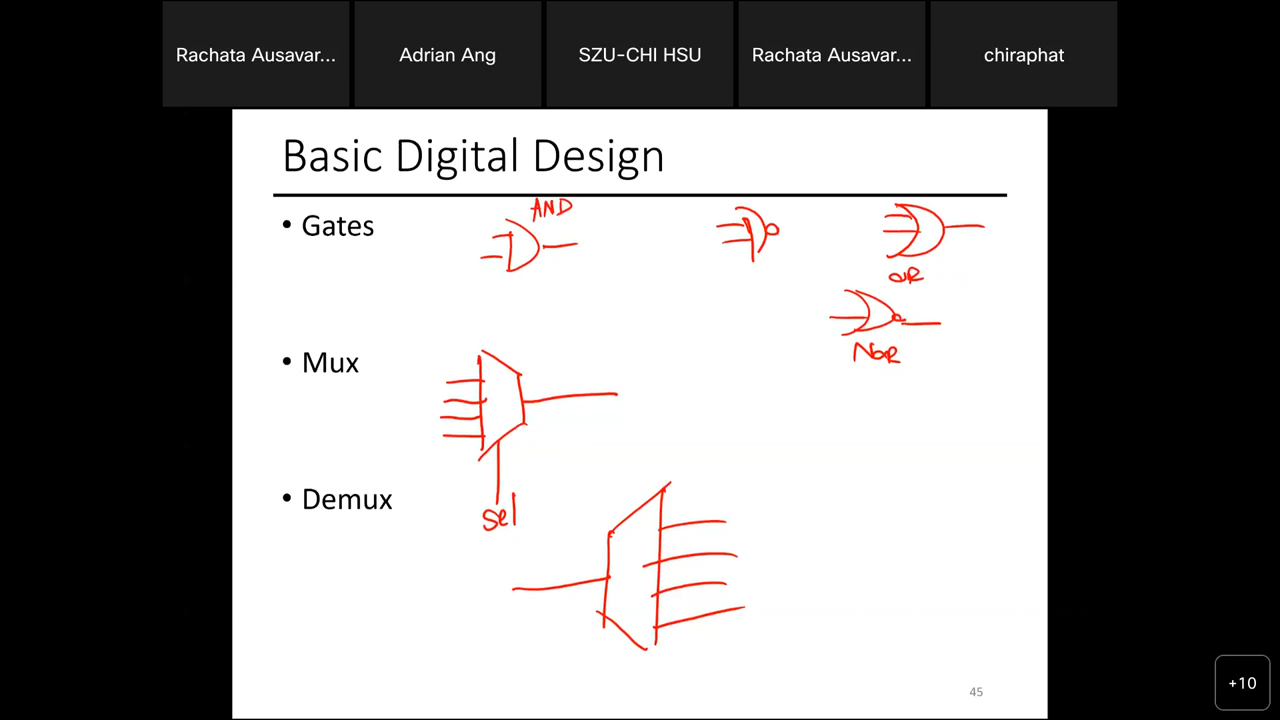 Rachata Ausavar...
Adrian Ang
SZU-CHI HSU
Rachata Ausavar...
chiraphat
Basic Digital Design
• Gates
AND
OR
NOR
• Mux
sel
• Demux
45
+10